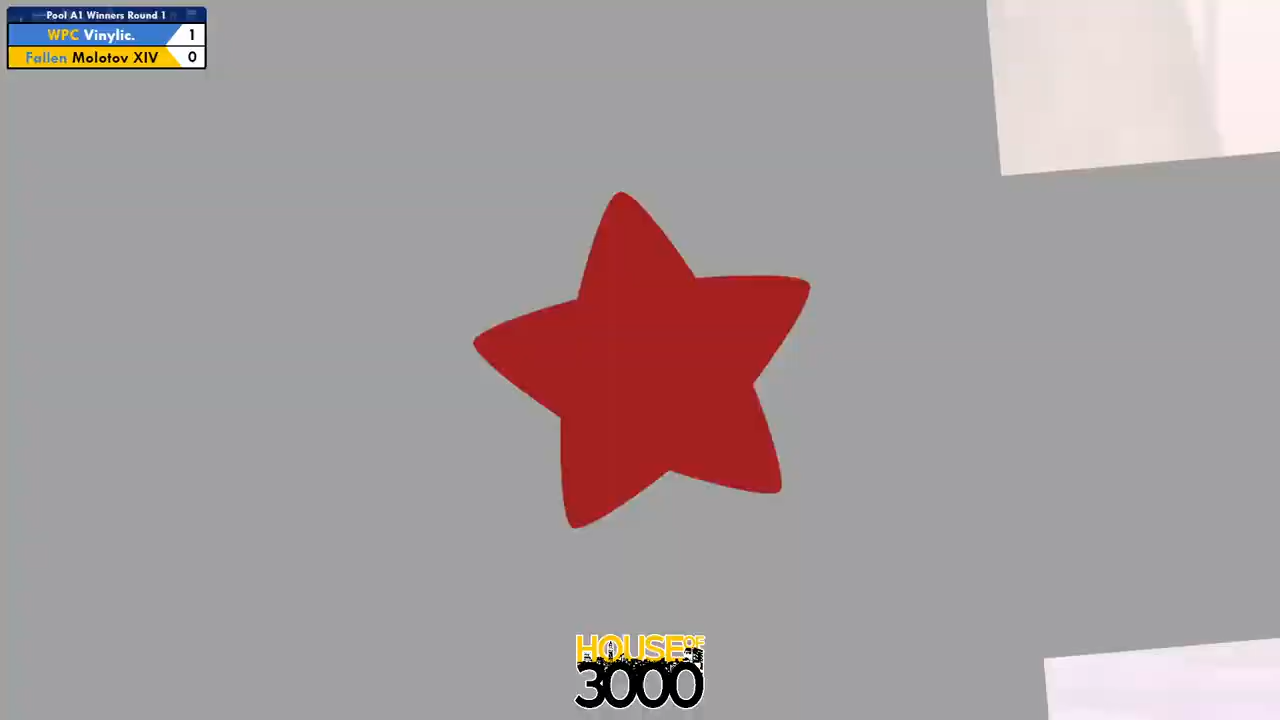 Pool A1 Winners Round 1
WPC Vinylic. 1
Fallen Molotov XIV 0
HOUSE OF
3000